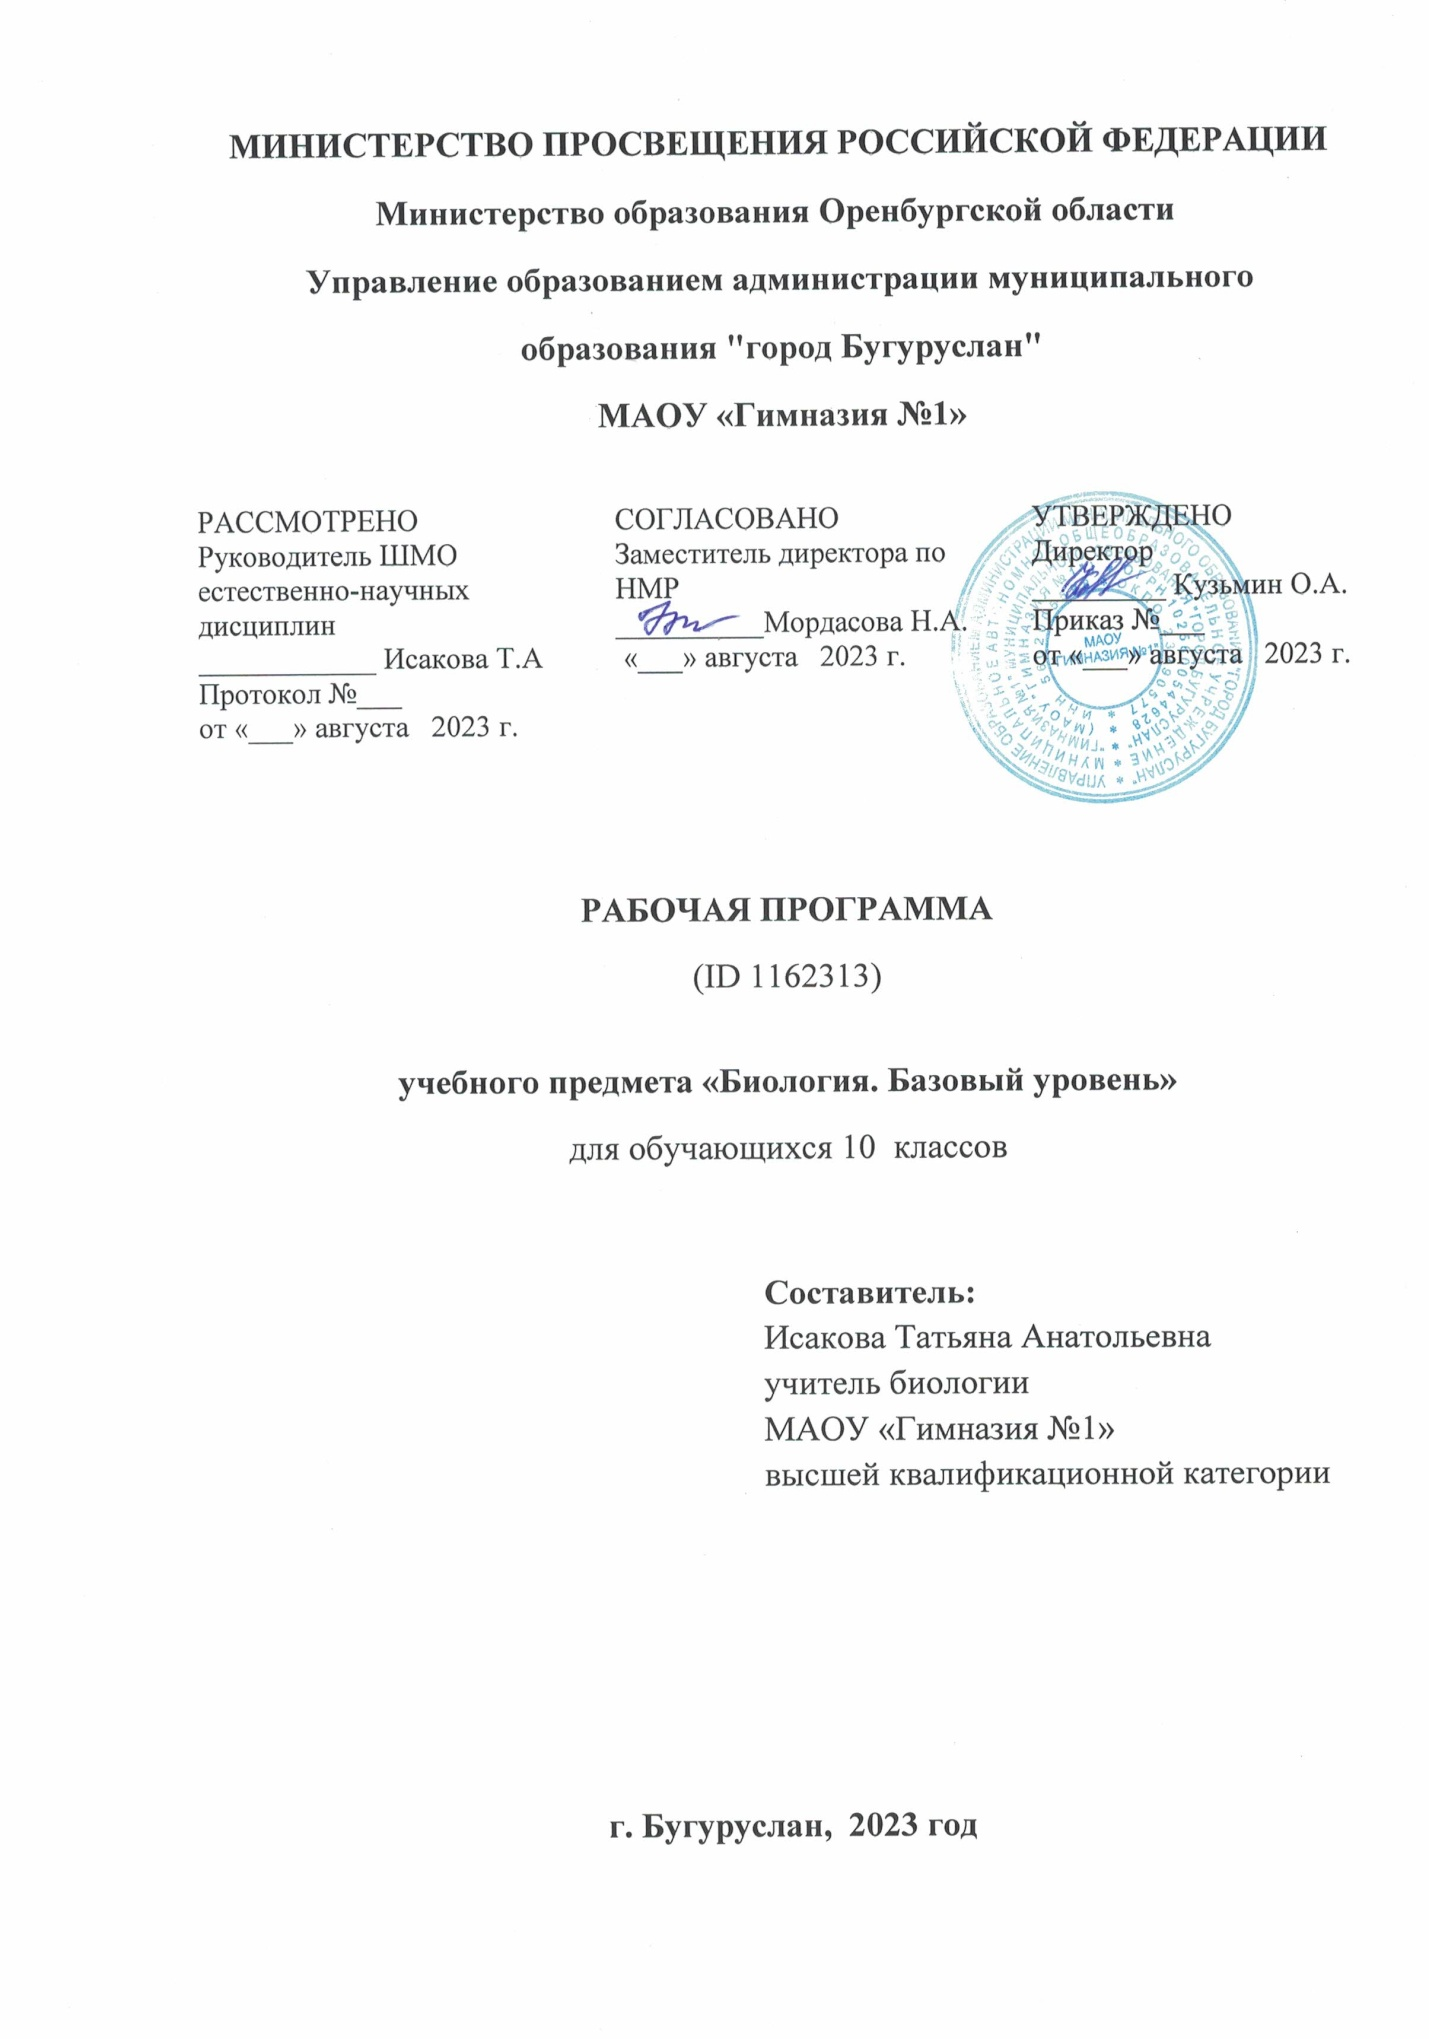 МИНИСТЕРСТВО ПРОСВЕЩЕНИЯ РОССИЙСКОЙ ФЕДЕРАЦИИ
Министерство образования Оренбургской области
Управление образованием администрации муниципального
образования "город Бугуруслан"
МАОУ «Гимназия №1»
РАССМОТРЕНО
Руководитель ШМО
естественно-научных
дисциплин
____________ Исакова Т.А
Протокол №___
от «___» августа 2023 г.
СОГЛАСОВАНО
Заместитель директора по
НМР
__________Мордасова Н.А.
«___» августа 2023 г.
УТВЕРЖДЕНО
Директор
_________ Кузьмин О.А.
Приказ №___
от «___» августа 2023 г.
МАОУ
"ГИМНАЗИЯ №1"
РАБОЧАЯ ПРОГРАММА
(ID 1162313)
учебного предмета «Биология. Базовый уровень»
для обучающихся 10 классов
Составитель:
Исакова Татьяна Анатольевна
учитель биологии
МАОУ «Гимназия №1»
высшей квалификационной категории
г. Бугуруслан, 2023 год